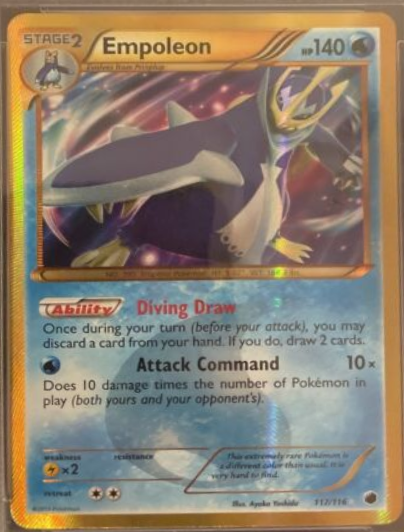 STAGE2
Empoleon
HP140
Evolves from Prinplup
Ability Diving Draw
Once during your turn (before your attack), you may
discard a card from your hand. If you do, draw 2 cards.
Attack Command 10×
Does 10 damage times the number of Pokémon in
play (both yours and your opponent's).
weakness resistance
×2
This extremely rare Pokémon is
a different color than usual. It is
very hard to find.
retreat
Illus. Ayaka Yoshida 117/116